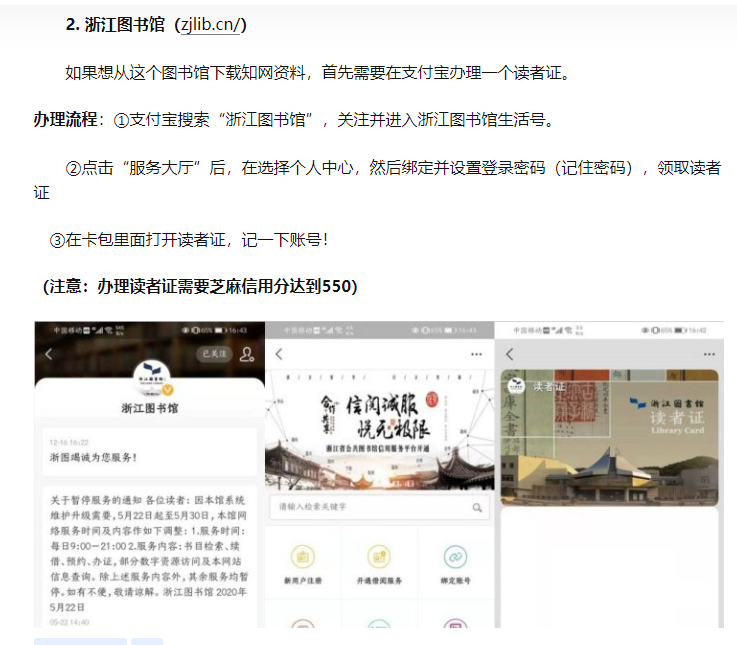 2. 浙江图书馆（zjlib.cn/）
如果想从这个图书馆下载知网资料，首先需要在支付宝办理一个读者证。
办理流程：①支付宝搜索“浙江图书馆”，关注并进入浙江图书馆生活号。
②点击“服务大厅”后，在选择个人中心，然后绑定并设置登录密码（记住密码），领取读者
证
③在卡包里面打开读者证，记一下账号！
（注意：办理读者证需要芝麻信用分达到550）
中国移动
65% 16:43
已关注
浙江图书馆
12-16 16:22
浙图竭诚为您服务！
关于暂停服务的通知 各位读者：因本馆系统
维护升级需要，5月22日起至5月30日，本馆网
络服务时间及内容作如下调整：1.服务时间：
每日9:00—21:00 2.服务内容：书目检索、续
借、预约、办证，部分数字资源访问及本网站
信息查询。除上述服务内容外，其余服务均暂
停。如有不便，敬请谅解。浙江图书馆 2020年
5月22日
05-22 14:40
中国移动
65% 16:43
信阅诚服
悦无极限
浙江省公共图书馆信用服务平台开通
请输入检索关键字
新用户注册
开通借阅服务
绑定账号
中国移动
65% 16:42
读者证
浙江图书馆
读者证
Library Card